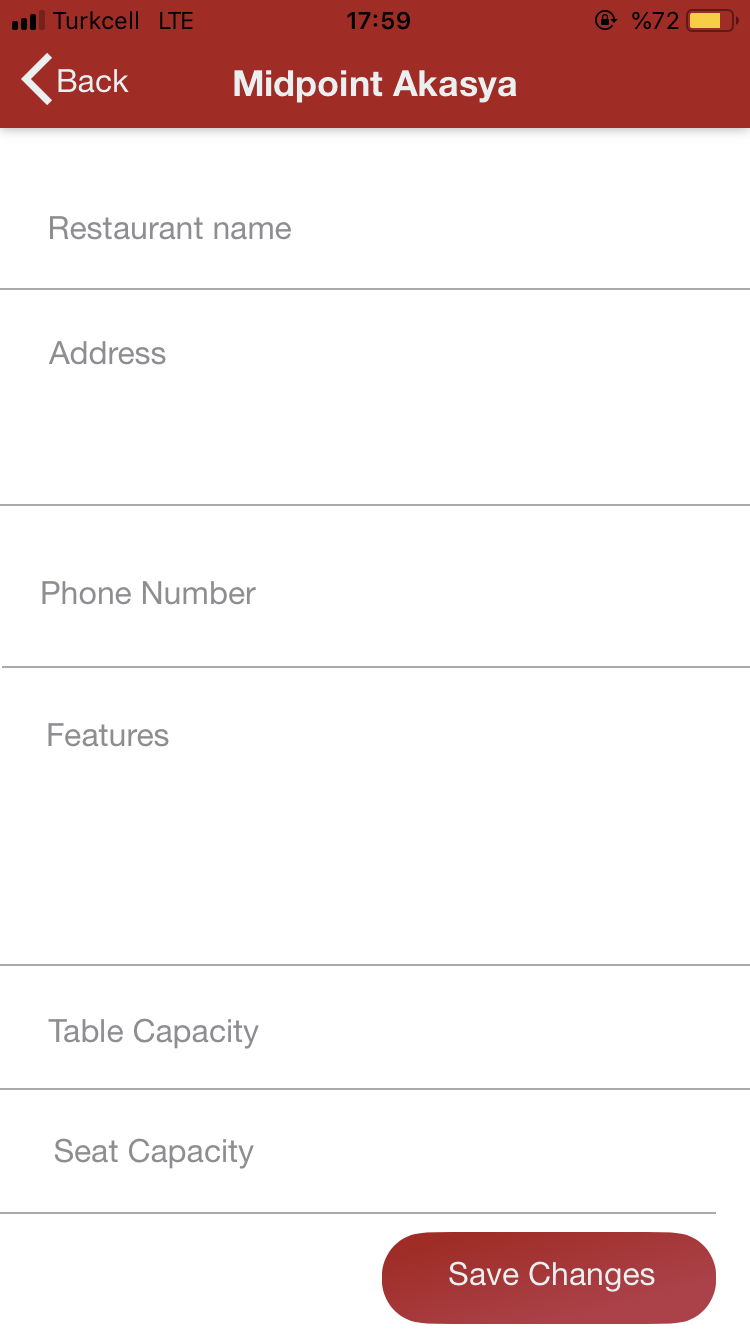 Turkcell LTE 17:59 %72
Back Midpoint Akasya
Restaurant name
Address
Phone Number
Features
Table Capacity
Seat Capacity
Save Changes